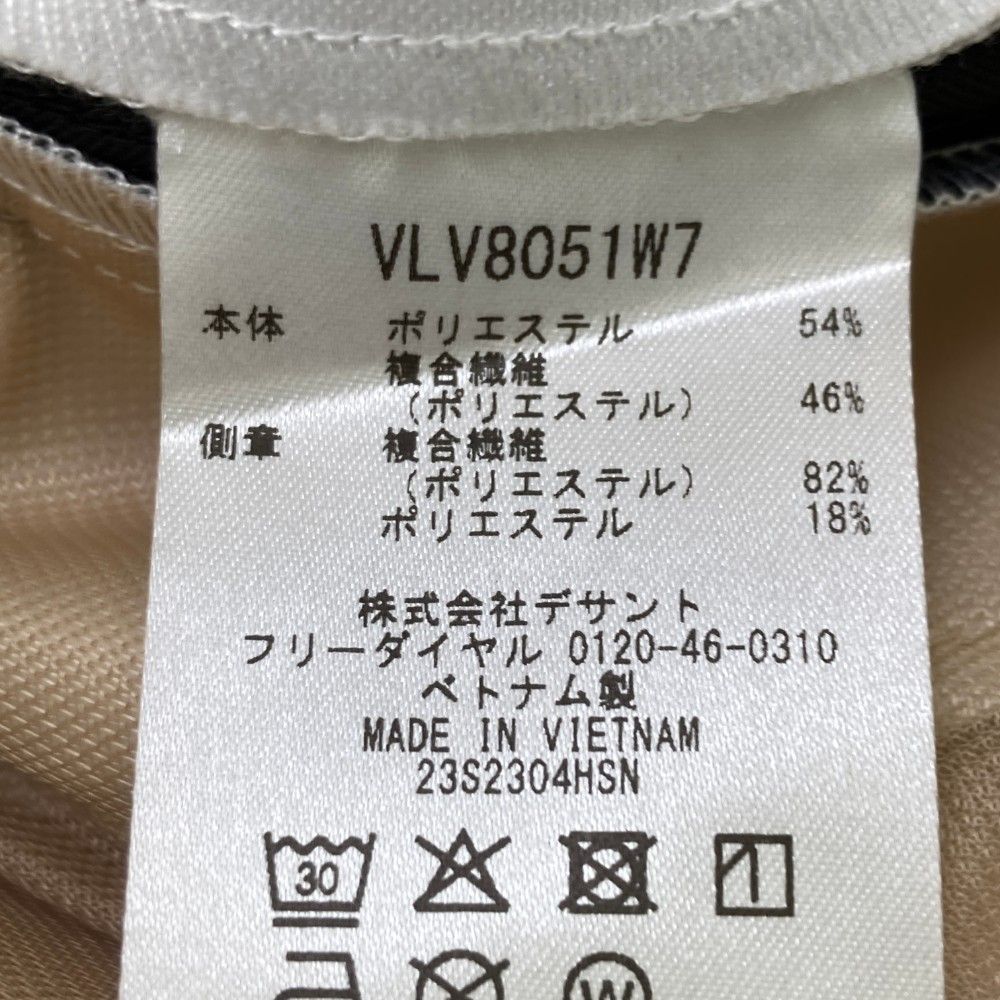 VLV8051W7
本体 ポリエステル 54%
複合繊維
(ポリエステル) 46%
側章 複合繊維
(ポリエステル) 82%
ポリエステル 18%
株式会社デサント
フリーダイヤル 0120-46-0310
ベトナム製
MADE IN VIETNAM
23S2304HSN
30
W